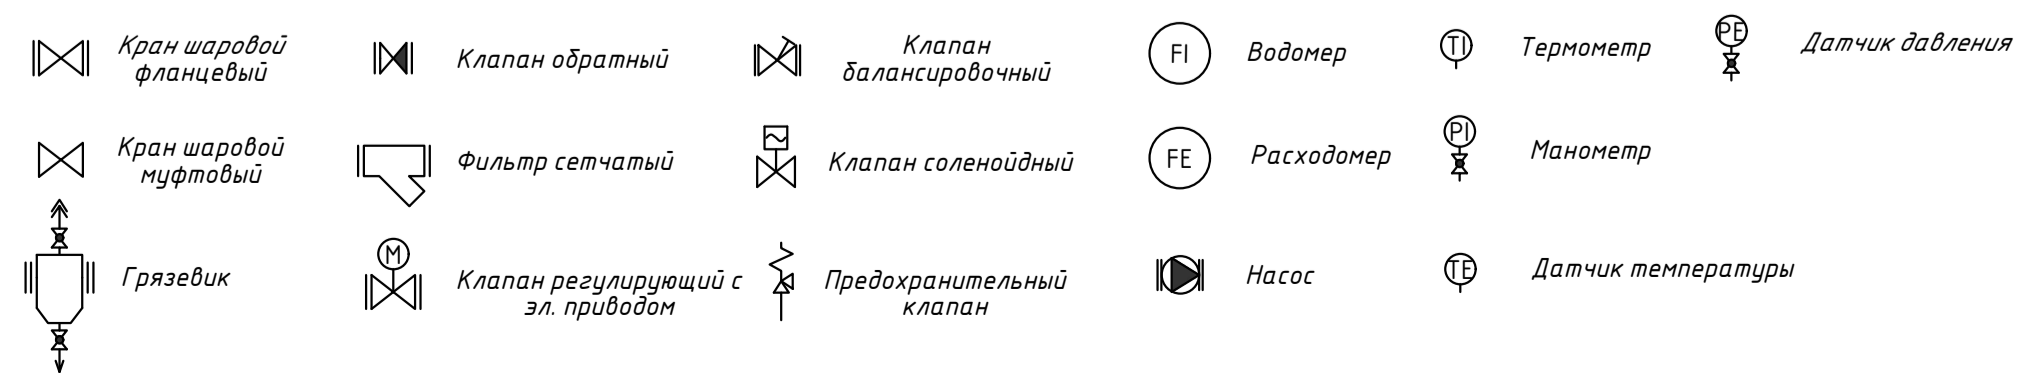 Кран шаровой
фланцевый
Клапан обратный
Клапан
балансировочный
FI
Водомер
TI
Термометр
PE
Датчик давления
Кран шаровой
муфтовый
Фильтр сетчатый
Клапан соленойдный
FE
Расходомер
PI
Манометр
Грязевик
M
Клапан регулирующий с
эл. приводом
Предохранительный
клапан
Насос
TE
Датчик температуры